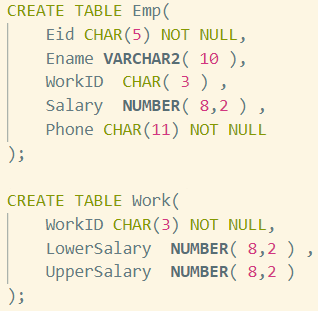 CREATE TABLE Emp(
    Eid CHAR(5) NOT NULL,
    Ename VARCHAR2( 10 ),
    WorkID  CHAR( 3 ) ,
    Salary  NUMBER( 8,2 ) ,
    Phone CHAR(11) NOT NULL
);

CREATE TABLE Work(
    WorkID CHAR(3) NOT NULL,
    LowerSalary  NUMBER( 8,2 ) ,
    UpperSalary  NUMBER( 8,2 )
);